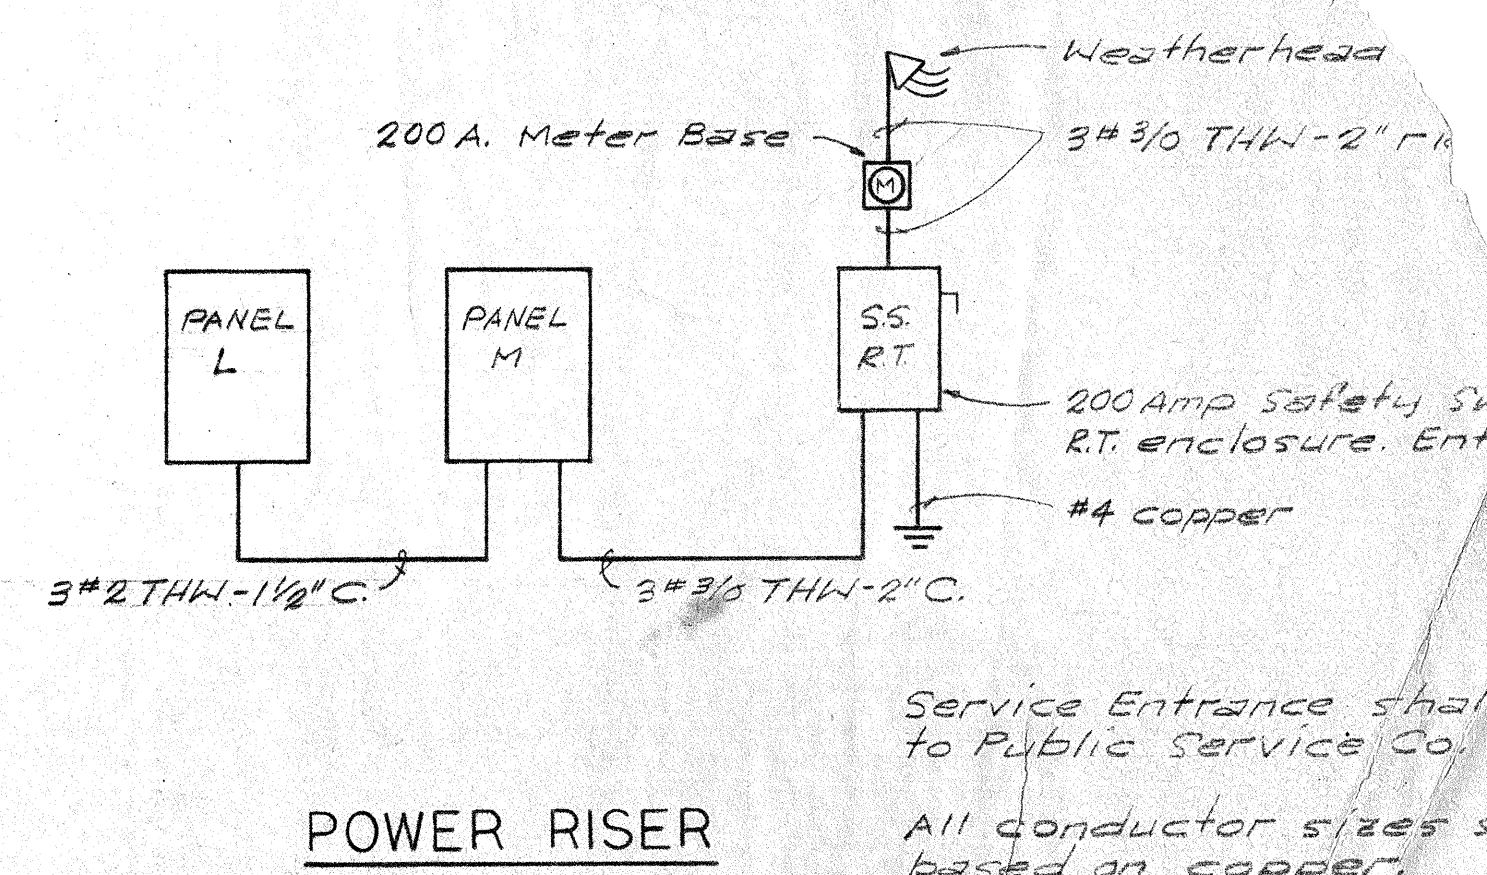 Weatherhead
200 A. Meter Base
3#3/0 THW-2"
M
PANEL
L
PANEL
M
S.S.
R.T.
200 Amp Safety
R.T. enclosure.
#4 copper
3#2 THW-1½"C.
3#3/0 THW-2"C.
Service Entrance
to Public Service Co.
POWER RISER
All conductor sizes
based on copper.